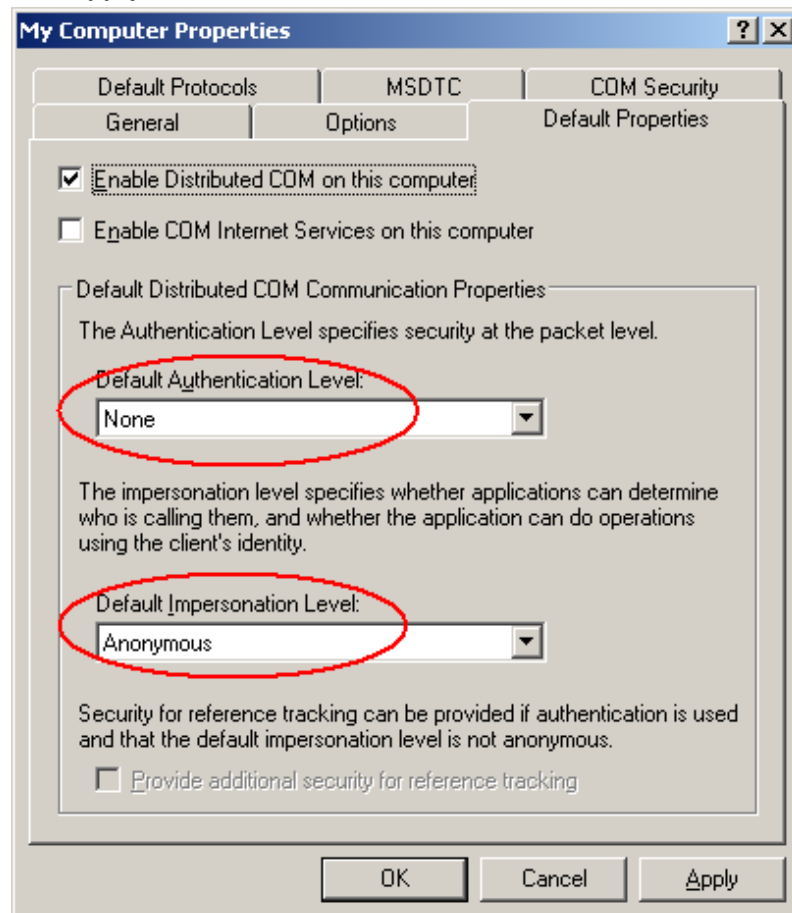 My Computer Properties
Default Protocols MSDTC COM Security
General Options Default Properties
Enable Distributed COM on this computer
Enable COM Internet Services on this computer
Default Distributed COM Communication Properties
The Authentication Level specifies security at the packet level.
Default Authentication Level:
None
The impersonation level specifies whether applications can determine
who is calling them, and whether the application can do operations
using the client's identity.
Default Impersonation Level:
Anonymous
Security for reference tracking can be provided if authentication is used
and that the default impersonation level is not anonymous.
Provide additional security for reference tracking
OK Cancel Apply